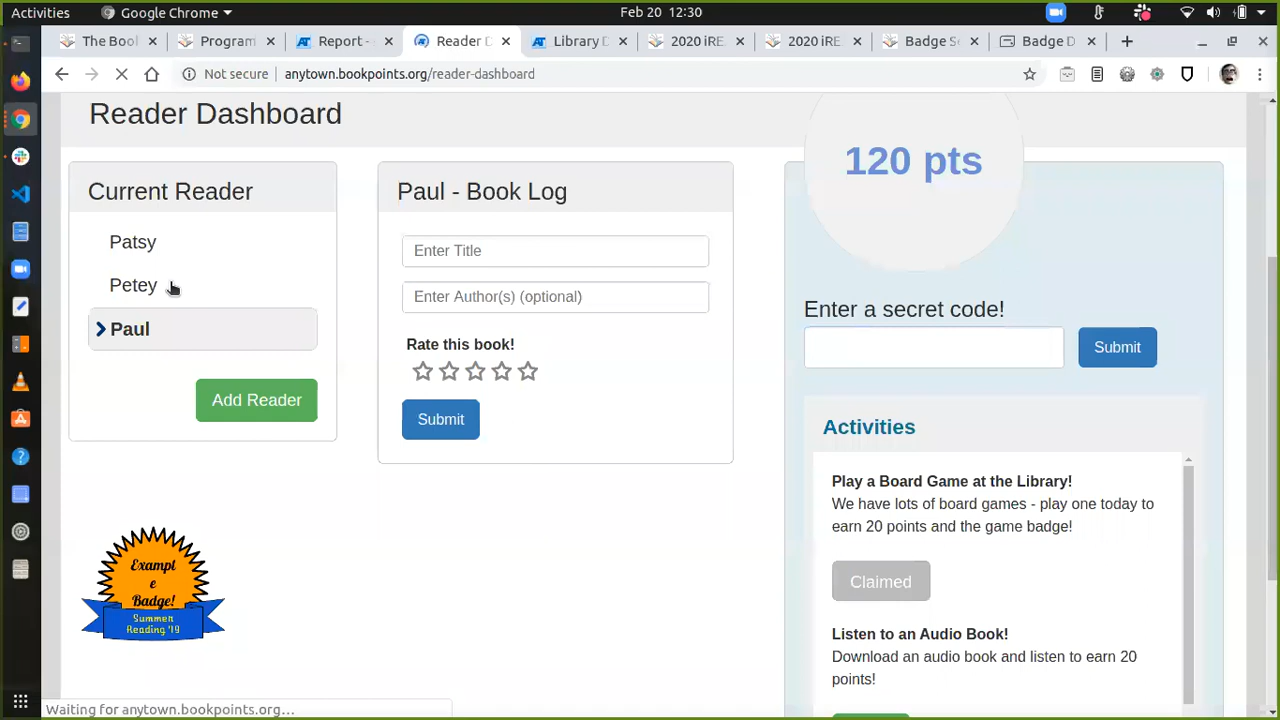 Activities
Google Chrome
Feb 20 12:30
The Boo
Program
Report -
Reader D
Library D
2020 iRE
2020 iRE
Badge S
Badge D
Not secure
anytown.bookpoints.org/reader-dashboard
Reader Dashboard
Current Reader
Patsy
Petey
Paul
Add Reader
Paul - Book Log
Enter Title
Enter Author(s) (optional)
Rate this book!
Submit
120 pts
Enter a secret code!
Submit
Activities
Play a Board Game at the Library!
We have lots of board games - play one today to
earn 20 points and the game badge!
Claimed
Listen to an Audio Book!
Download an audio book and listen to earn 20
points!
Exampl
e
Badge!
Summer
Reading '19
Waiting for anytown.bookpoints.org...